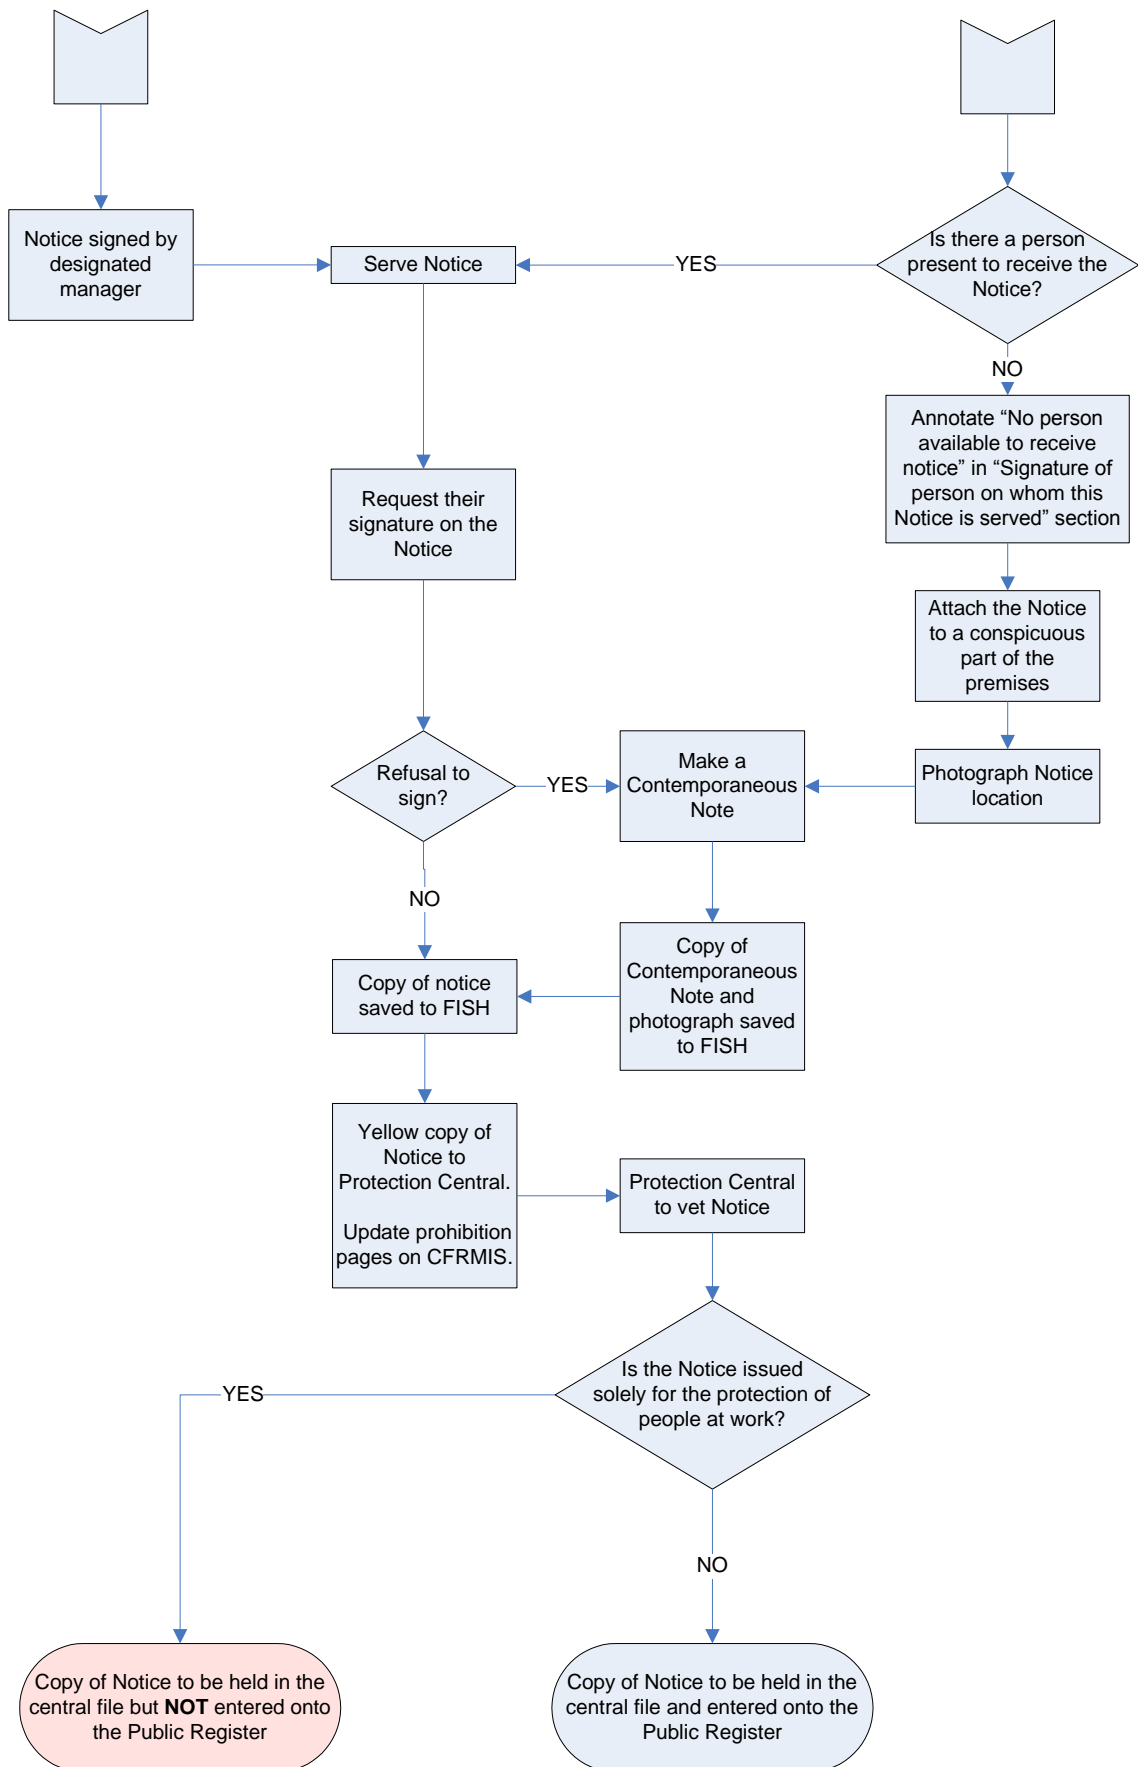 Notice signed by
designated
manager
Serve Notice
YES
Is there a person
present to receive the
Notice?
NO
Annotate “No person
available to receive
notice” in “Signature of
person on whom this
Notice is served” section
Request their
signature on the
Notice
Attach the Notice
to a conspicuous
part of the
premises
Refusal to
sign?
YES
Make a
Contemporaneous
Note
Photograph Notice
location
NO
Copy of notice
saved to FISH
Copy of
Contemporaneous
Note and
photograph saved
to FISH
Yellow copy of
Notice to
Protection Central.
Update prohibition
pages on CFRMIS.
Protection Central
to vet Notice
Is the Notice issued
solely for the protection of
people at work?
YES
NO
Copy of Notice to be held in the
central file but NOT entered onto
the Public Register
Copy of Notice to be held in the
central file and entered onto the
Public Register